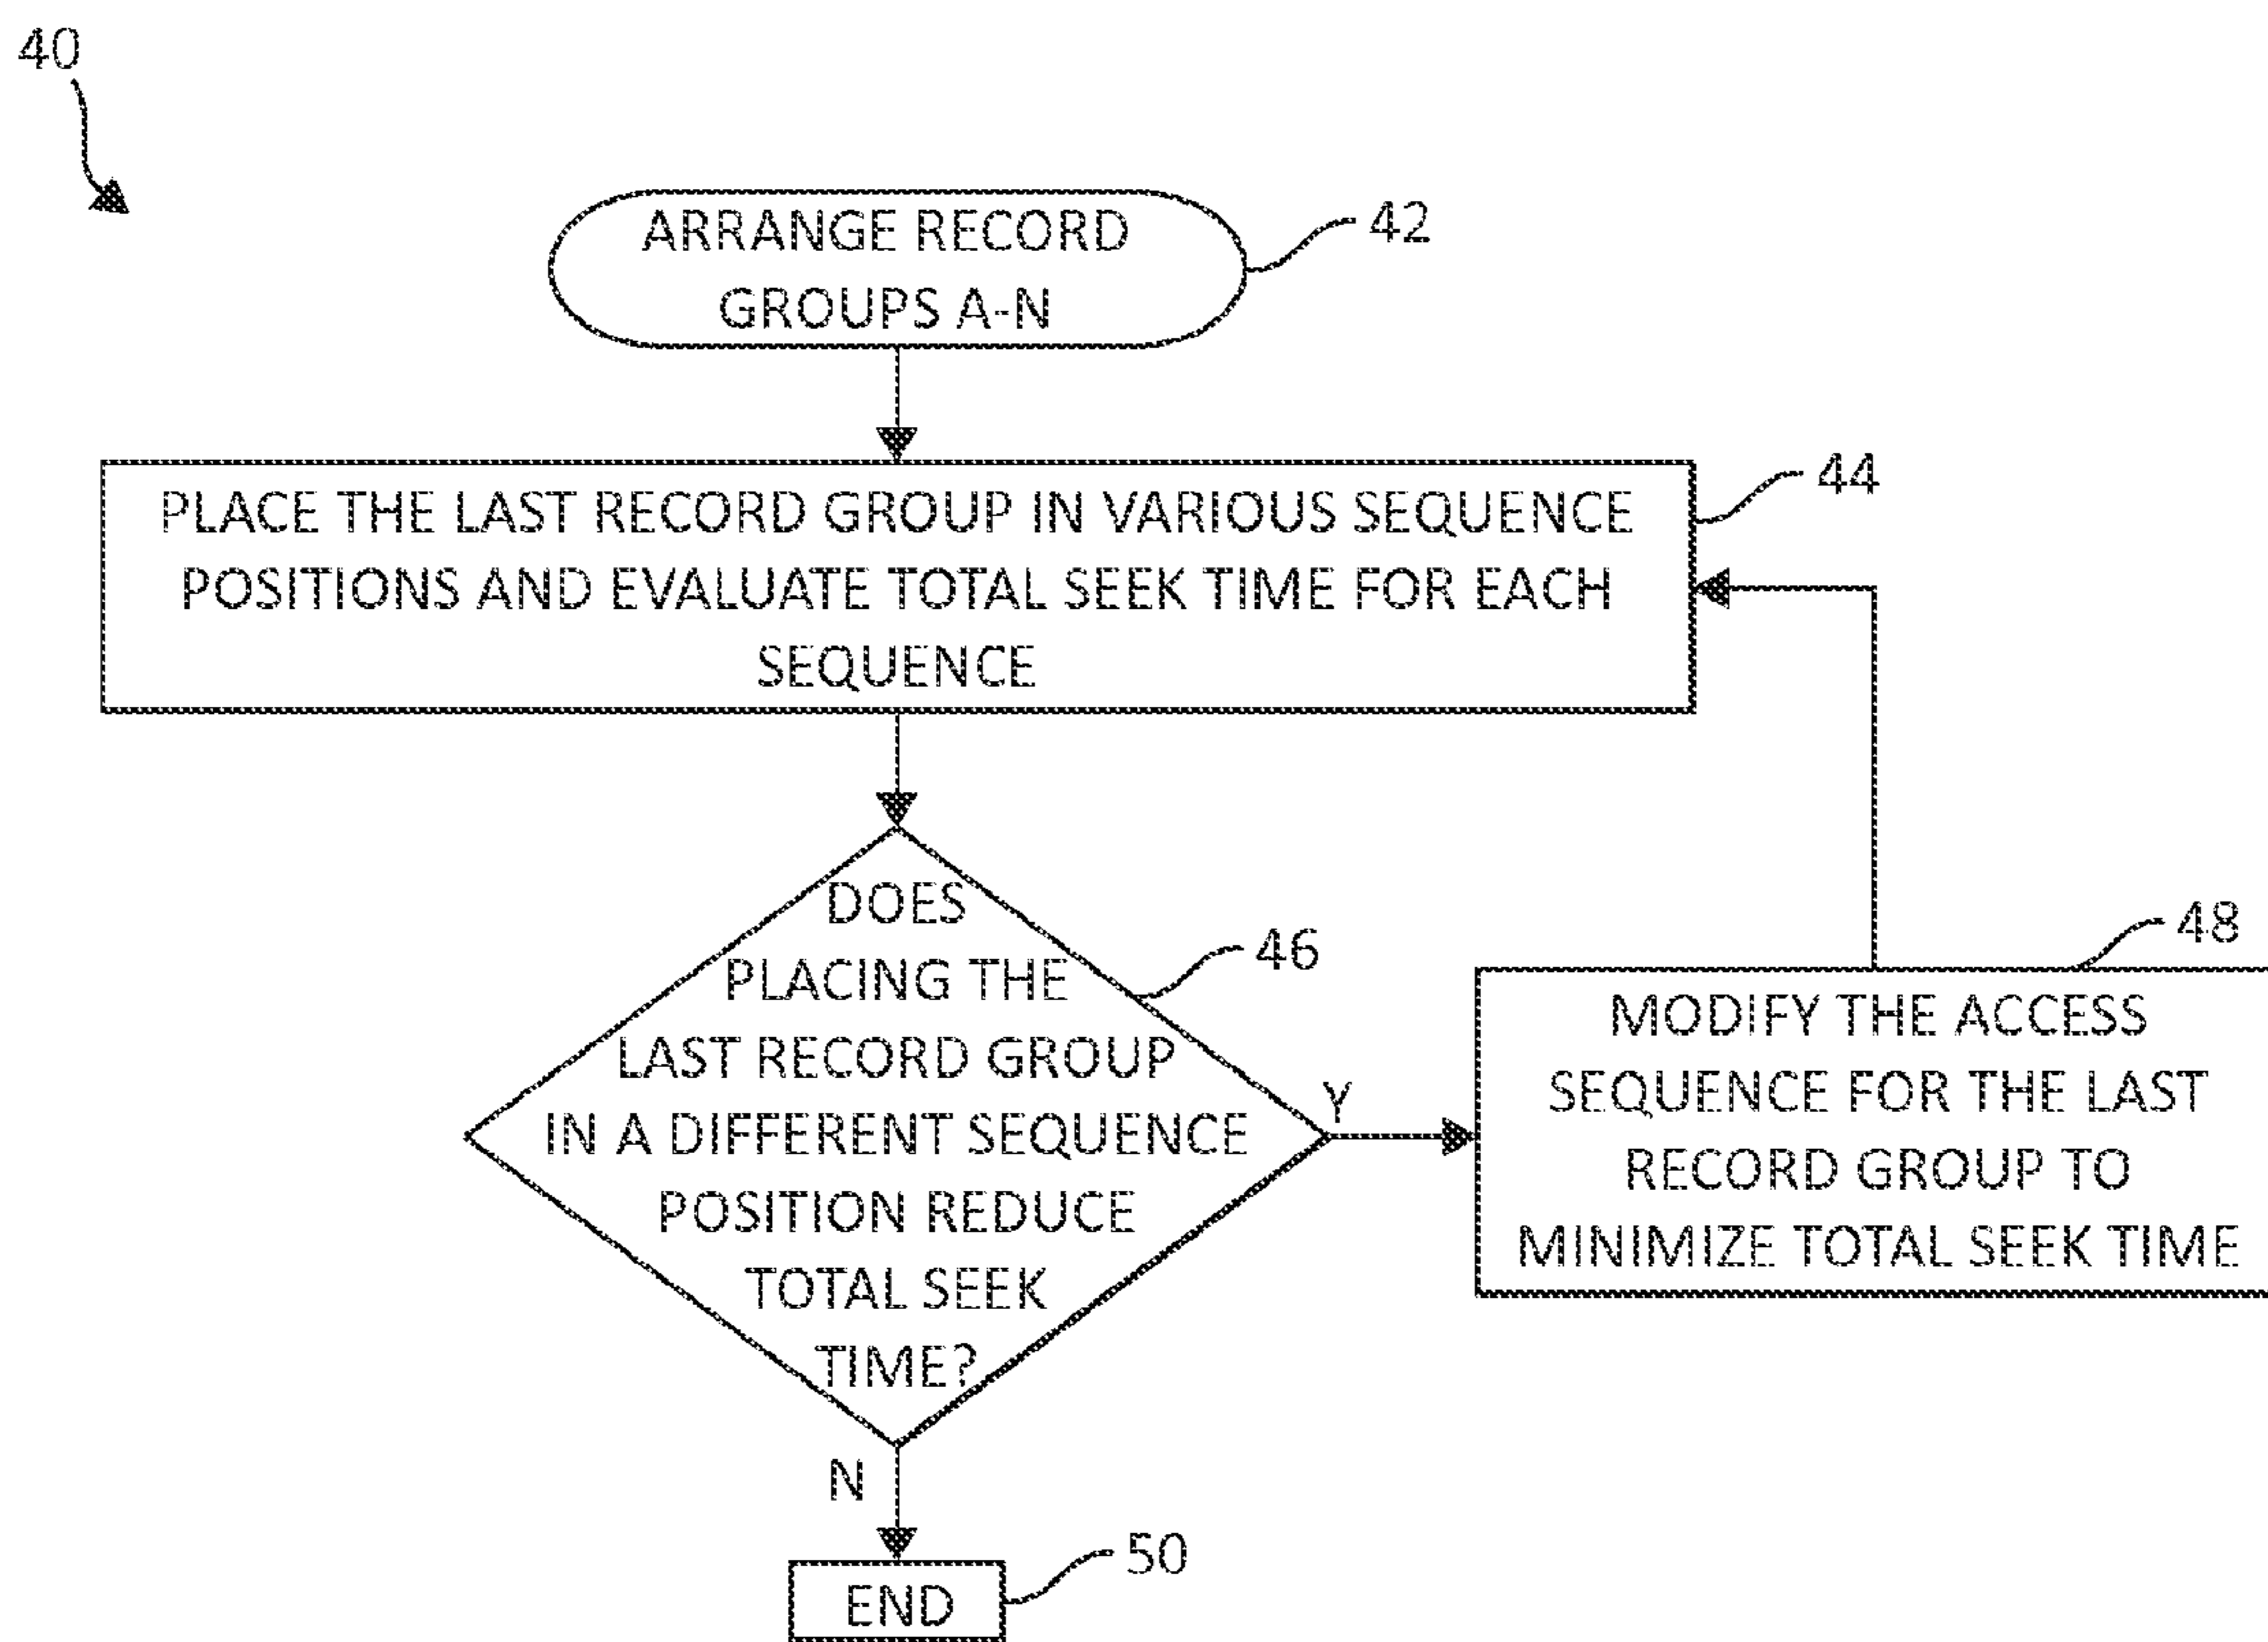 40
ARRANGE RECORD
GROUPS A-N
42
PLACE THE LAST RECORD GROUP IN VARIOUS SEQUENCE
POSITIONS AND EVALUATE TOTAL SEEK TIME FOR EACH
SEQUENCE
44
DOES
PLACING THE
LAST RECORD GROUP
IN A DIFFERENT SEQUENCE
POSITION REDUCE
TOTAL SEEK
TIME?
46
Y
48
MODIFY THE ACCESS
SEQUENCE FOR THE LAST
RECORD GROUP TO
MINIMIZE TOTAL SEEK TIME
N
END
50